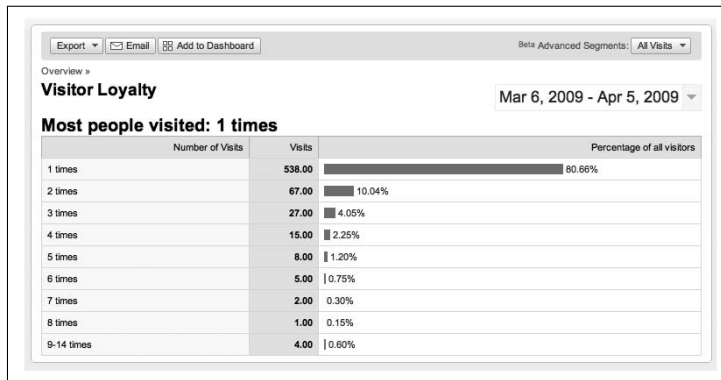 Export Email Add to Dashboard Beta Advanced Segments: All Visits
Overview »
Visitor Loyalty
Mar 6, 2009 - Apr 5, 2009
Most people visited: 1 times
Number of Visits Visits Percentage of all visitors
1 times 538.00 80.66%
2 times 67.00 10.04%
3 times 27.00 4.05%
4 times 15.00 2.25%
5 times 8.00 1.20%
6 times 5.00 0.75%
7 times 2.00 0.30%
8 times 1.00 0.15%
9-14 times 4.00 0.60%